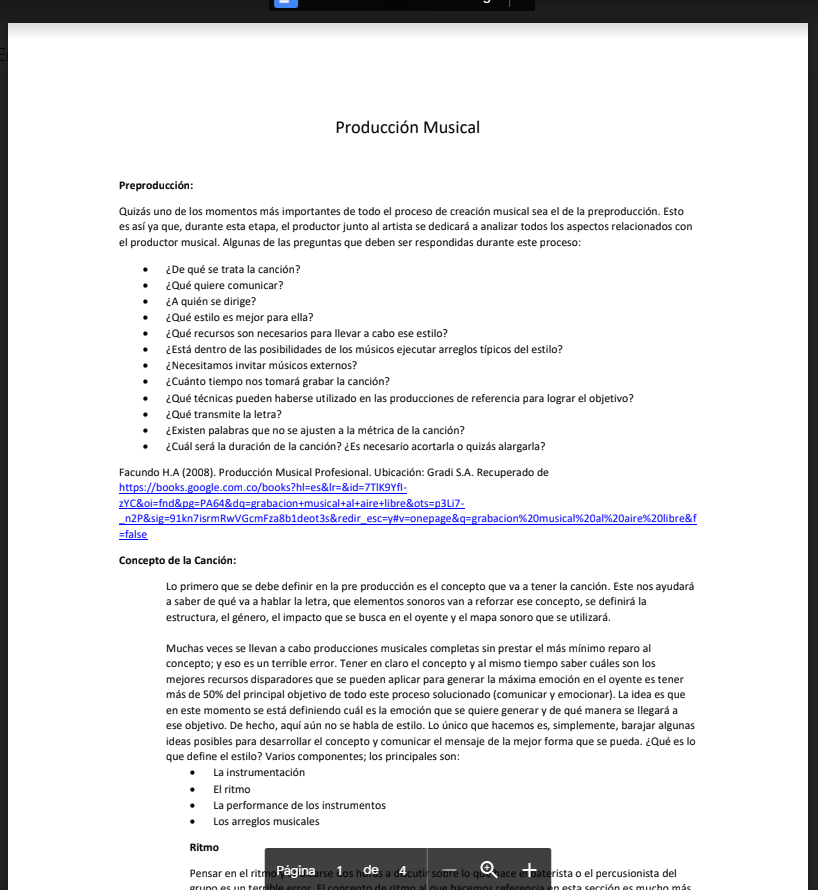 Producción Musical
Preproducción:
Quizás uno de los momentos más importantes de todo el proceso de creación musical sea el de la preproducción. Esto
es así ya que, durante esta etapa, el productor junto al artista se dedicará a analizar todos los aspectos relacionados con
el productor musical. Algunas de las preguntas que deben ser respondidas durante este proceso:
• ¿De qué se trata la canción?
• ¿Qué quiere comunicar?
• ¿A quién se dirige?
• ¿Qué estilo es mejor para ella?
• ¿Qué recursos son necesarios para llevar a cabo ese estilo?
• ¿Está dentro de las posibilidades de los músicos ejecutar arreglos típicos del estilo?
• ¿Necesitamos invitar músicos externos?
• ¿Cuánto tiempo nos tomará grabar la canción?
• ¿Qué técnicas pueden haberse utilizado en las producciones de referencia para lograr el objetivo?
• ¿Qué transmite la letra?
• ¿Existen palabras que no se ajusten a la métrica de la canción?
• ¿Cuál será la duración de la canción? ¿Es necesario acortarla o quizás alargarla?
Facundo H.A (2008). Producción Musical Profesional. Ubicación: Gradi S.A. Recuperado de
https://books.google.com.co/books?hl=es&lr=&id=7TlK9YfI-
zYC&oi=fnd&pg=PA64&dq=grabacion+musical+al+aire+libre&ots=p3Li7-
_n2P&sig=91kn7isrmRwVGcmFza8b1deot3s&redir_esc=y#v=onepage&q=grabacion%20musical%20al%20aire%20libre&f
=false
Concepto de la Canción:
Lo primero que se debe definir en la pre producción es el concepto que va a tener la canción. Este nos ayudará
a saber de qué va a hablar la letra, que elementos sonoros van a reforzar ese concepto, se definirá la
estructura, el género, el impacto que se busca en el oyente y el mapa sonoro que se utilizará.
Muchas veces se llevan a cabo producciones musicales completas sin prestar el más mínimo reparo al
concepto; y eso es un terrible error. Tener en claro el concepto y al mismo tiempo saber cuáles son los
mejores recursos disparadores que se pueden aplicar para generar la máxima emoción en el oyente es tener
más de 50% del principal objetivo de todo este proceso solucionado (comunicar y emocionar). La idea es que
en este momento se está definiendo cuál es la emoción que se quiere generar y de qué manera se llegará a
ese objetivo. De hecho, aquí aún no se habla de estilo. Lo único que hacemos es, simplemente, barajar algunas
ideas posibles para desarrollar el concepto y comunicar el mensaje de la mejor forma que se pueda. ¿Qué es lo
que define el estilo? Varios componentes; los principales son:
• La instrumentación
• El ritmo
• La performance de los instrumentos
• Los arreglos musicales
Ritmo
Página 1 de 4
Pensar en el ritmo dos horas a discutir sobre lo que hace el baterista o el percusionista del
grupo es un terrible error. El concepto de ritmo al que hacemos referencia en esta sección es mucho más